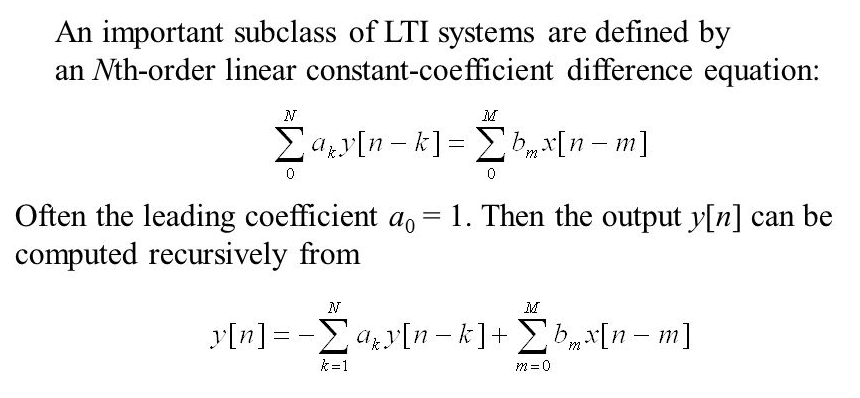 An important subclass of LTI systems are defined by
an Nth-order linear constant-coefficient difference equation:
$\sum_{0}^{N} a_k y[n-k] = \sum_{0}^{M} b_m x[n-m]$
Often the leading coefficient $a_0$ = 1. Then the output y[n] can be
computed recursively from
$y[n] = -\sum_{k=1}^{N} a_k y[n-k] + \sum_{m=0}^{M} b_m x[n-m]$